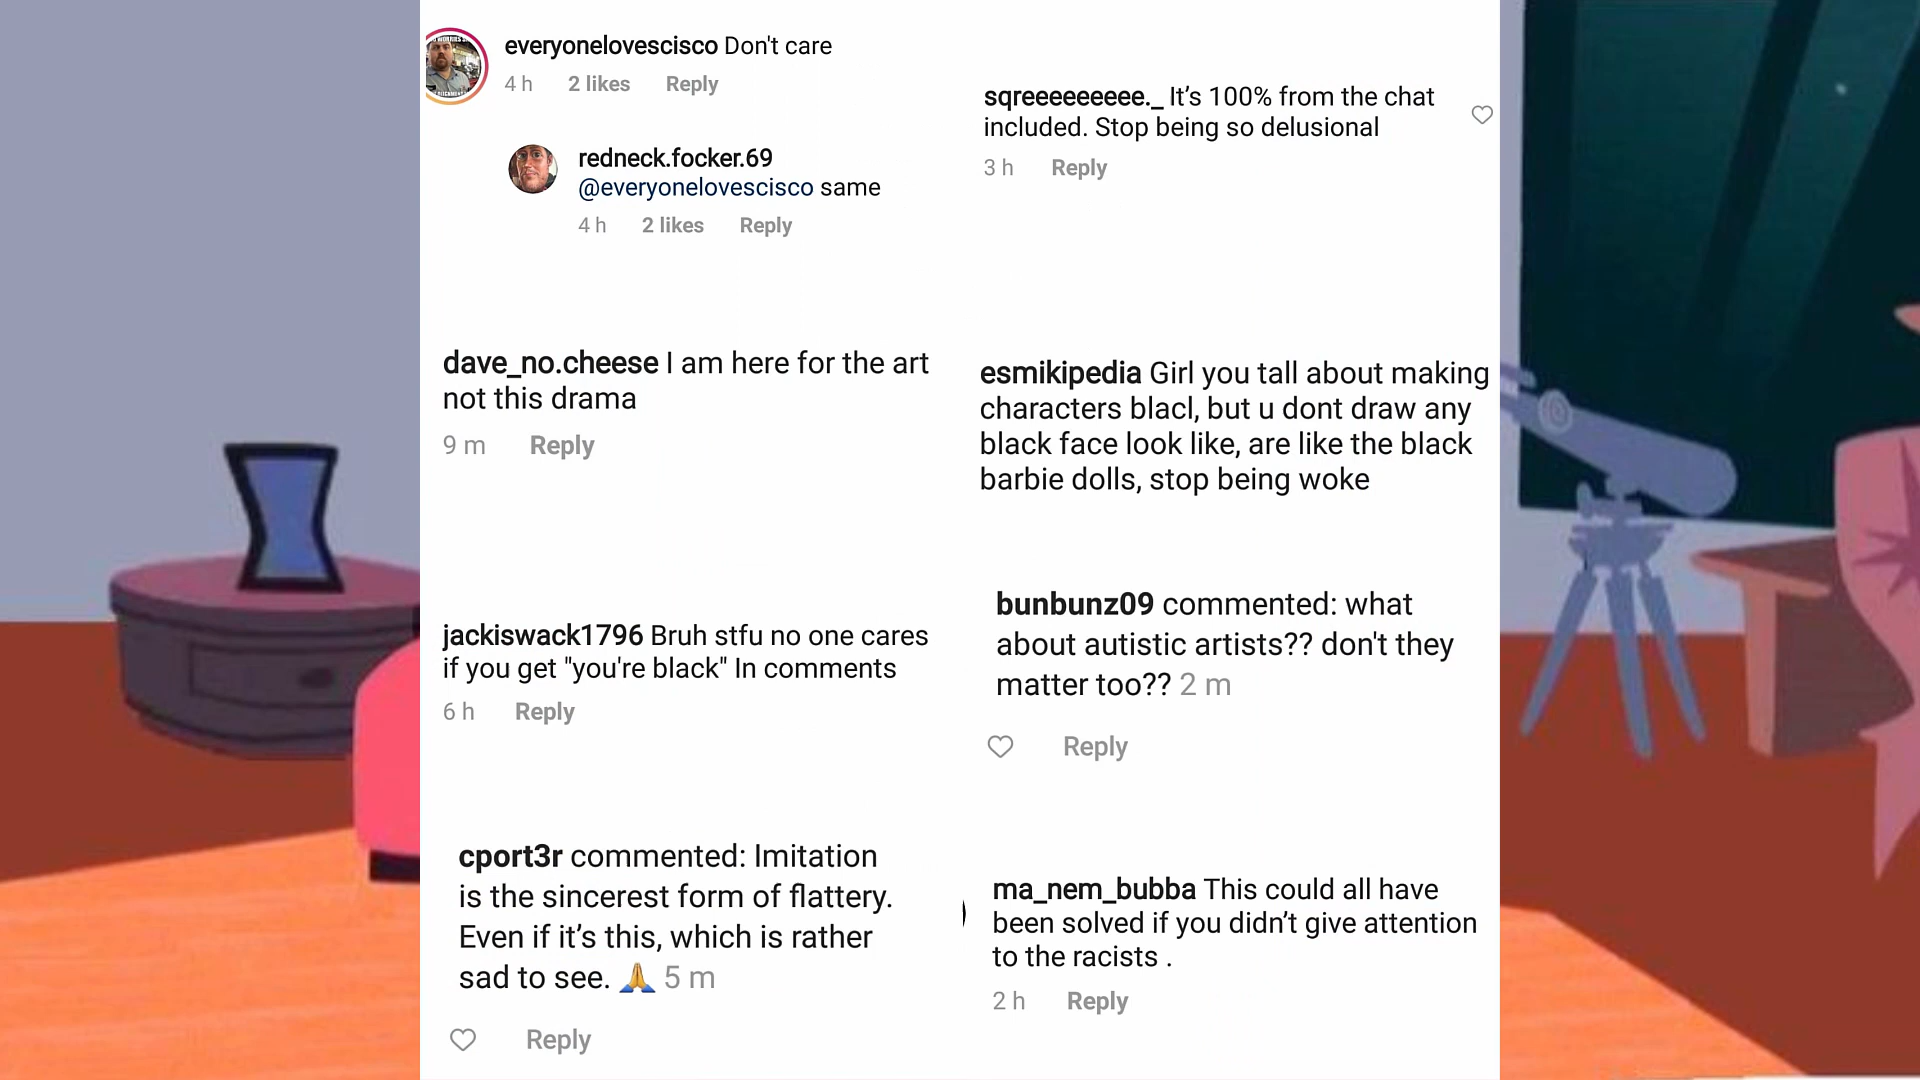 everyonelovescisco Don't care
4 h 2 likes Reply
redneck.focker.69
@everyonelovescisco same
4 h 2 likes Reply
dave_no.cheese I am here for the art
not this drama
9 m Reply
jackiswack1796 Bruh stfu no one cares
if you get "you're black" In comments
6 h Reply
cport3r commented: Imitation
is the sincerest form of flattery.
Even if it’s this, which is rather
sad to see. 🙏 5 m
Reply
sqreeeeeeeee._ It’s 100% from the chat
included. Stop being so delusional
3 h Reply
esmikipedia Girl you tall about making
characters blacl, but u dont draw any
black face look like, are like the black
barbie dolls, stop being woke
bunbunz09 commented: what
about autistic artists?? don't they
matter too?? 2 m
Reply
ma_nem_bubba This could all have
been solved if you didn’t give attention
to the racists .
2 h Reply